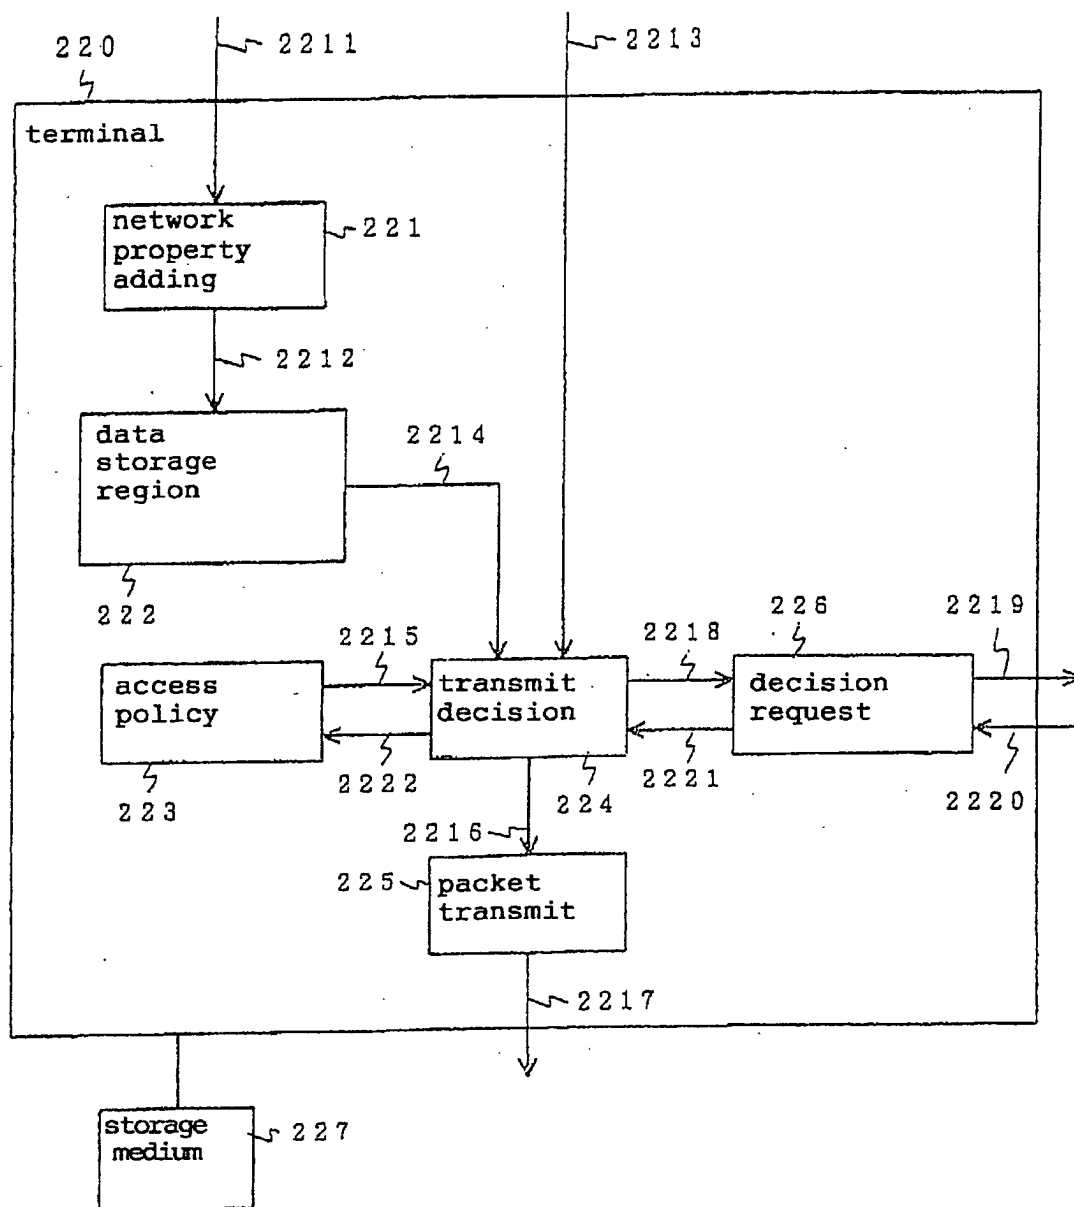 220
2211
2213
terminal
network
property
adding
221
2212
data
storage
region
2214
222
2215
2218
226
2219
access
policy
transmit
decision
decision
request
223
2222
224
2221
2220
2216
225
packet
transmit
2217
storage
medium
227